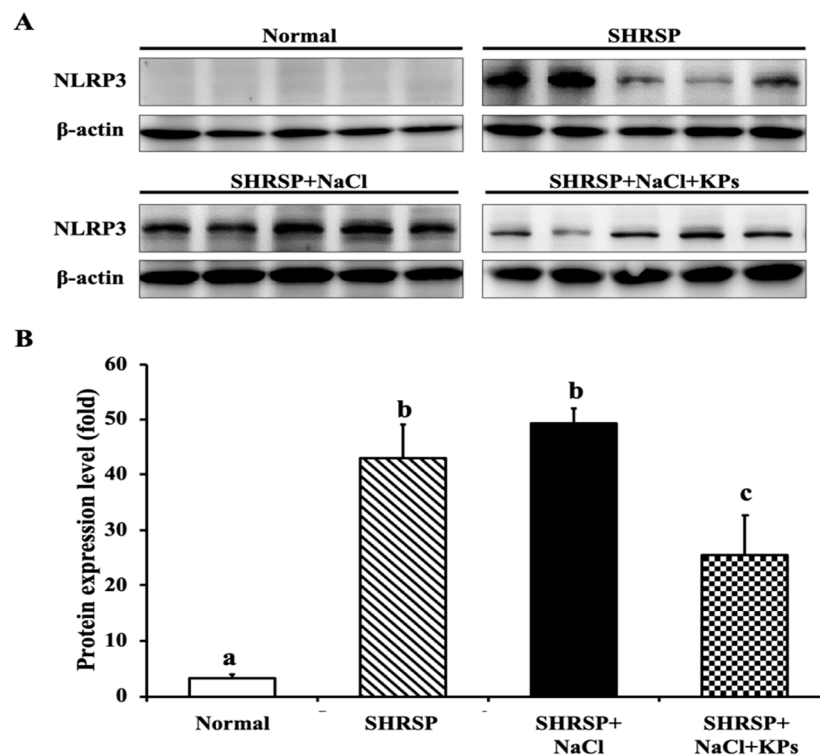 A
Normal
SHRSP
NLRP3
β-actin
SHRSP+NaCl
SHRSP+NaCl+KPs
NLRP3
β-actin
B
Protein expression level (fold)
60
50
40
30
20
10
0
a
b
b
c
Normal
SHRSP
SHRSP+
NaCl
SHRSP+
NaCl+KPs